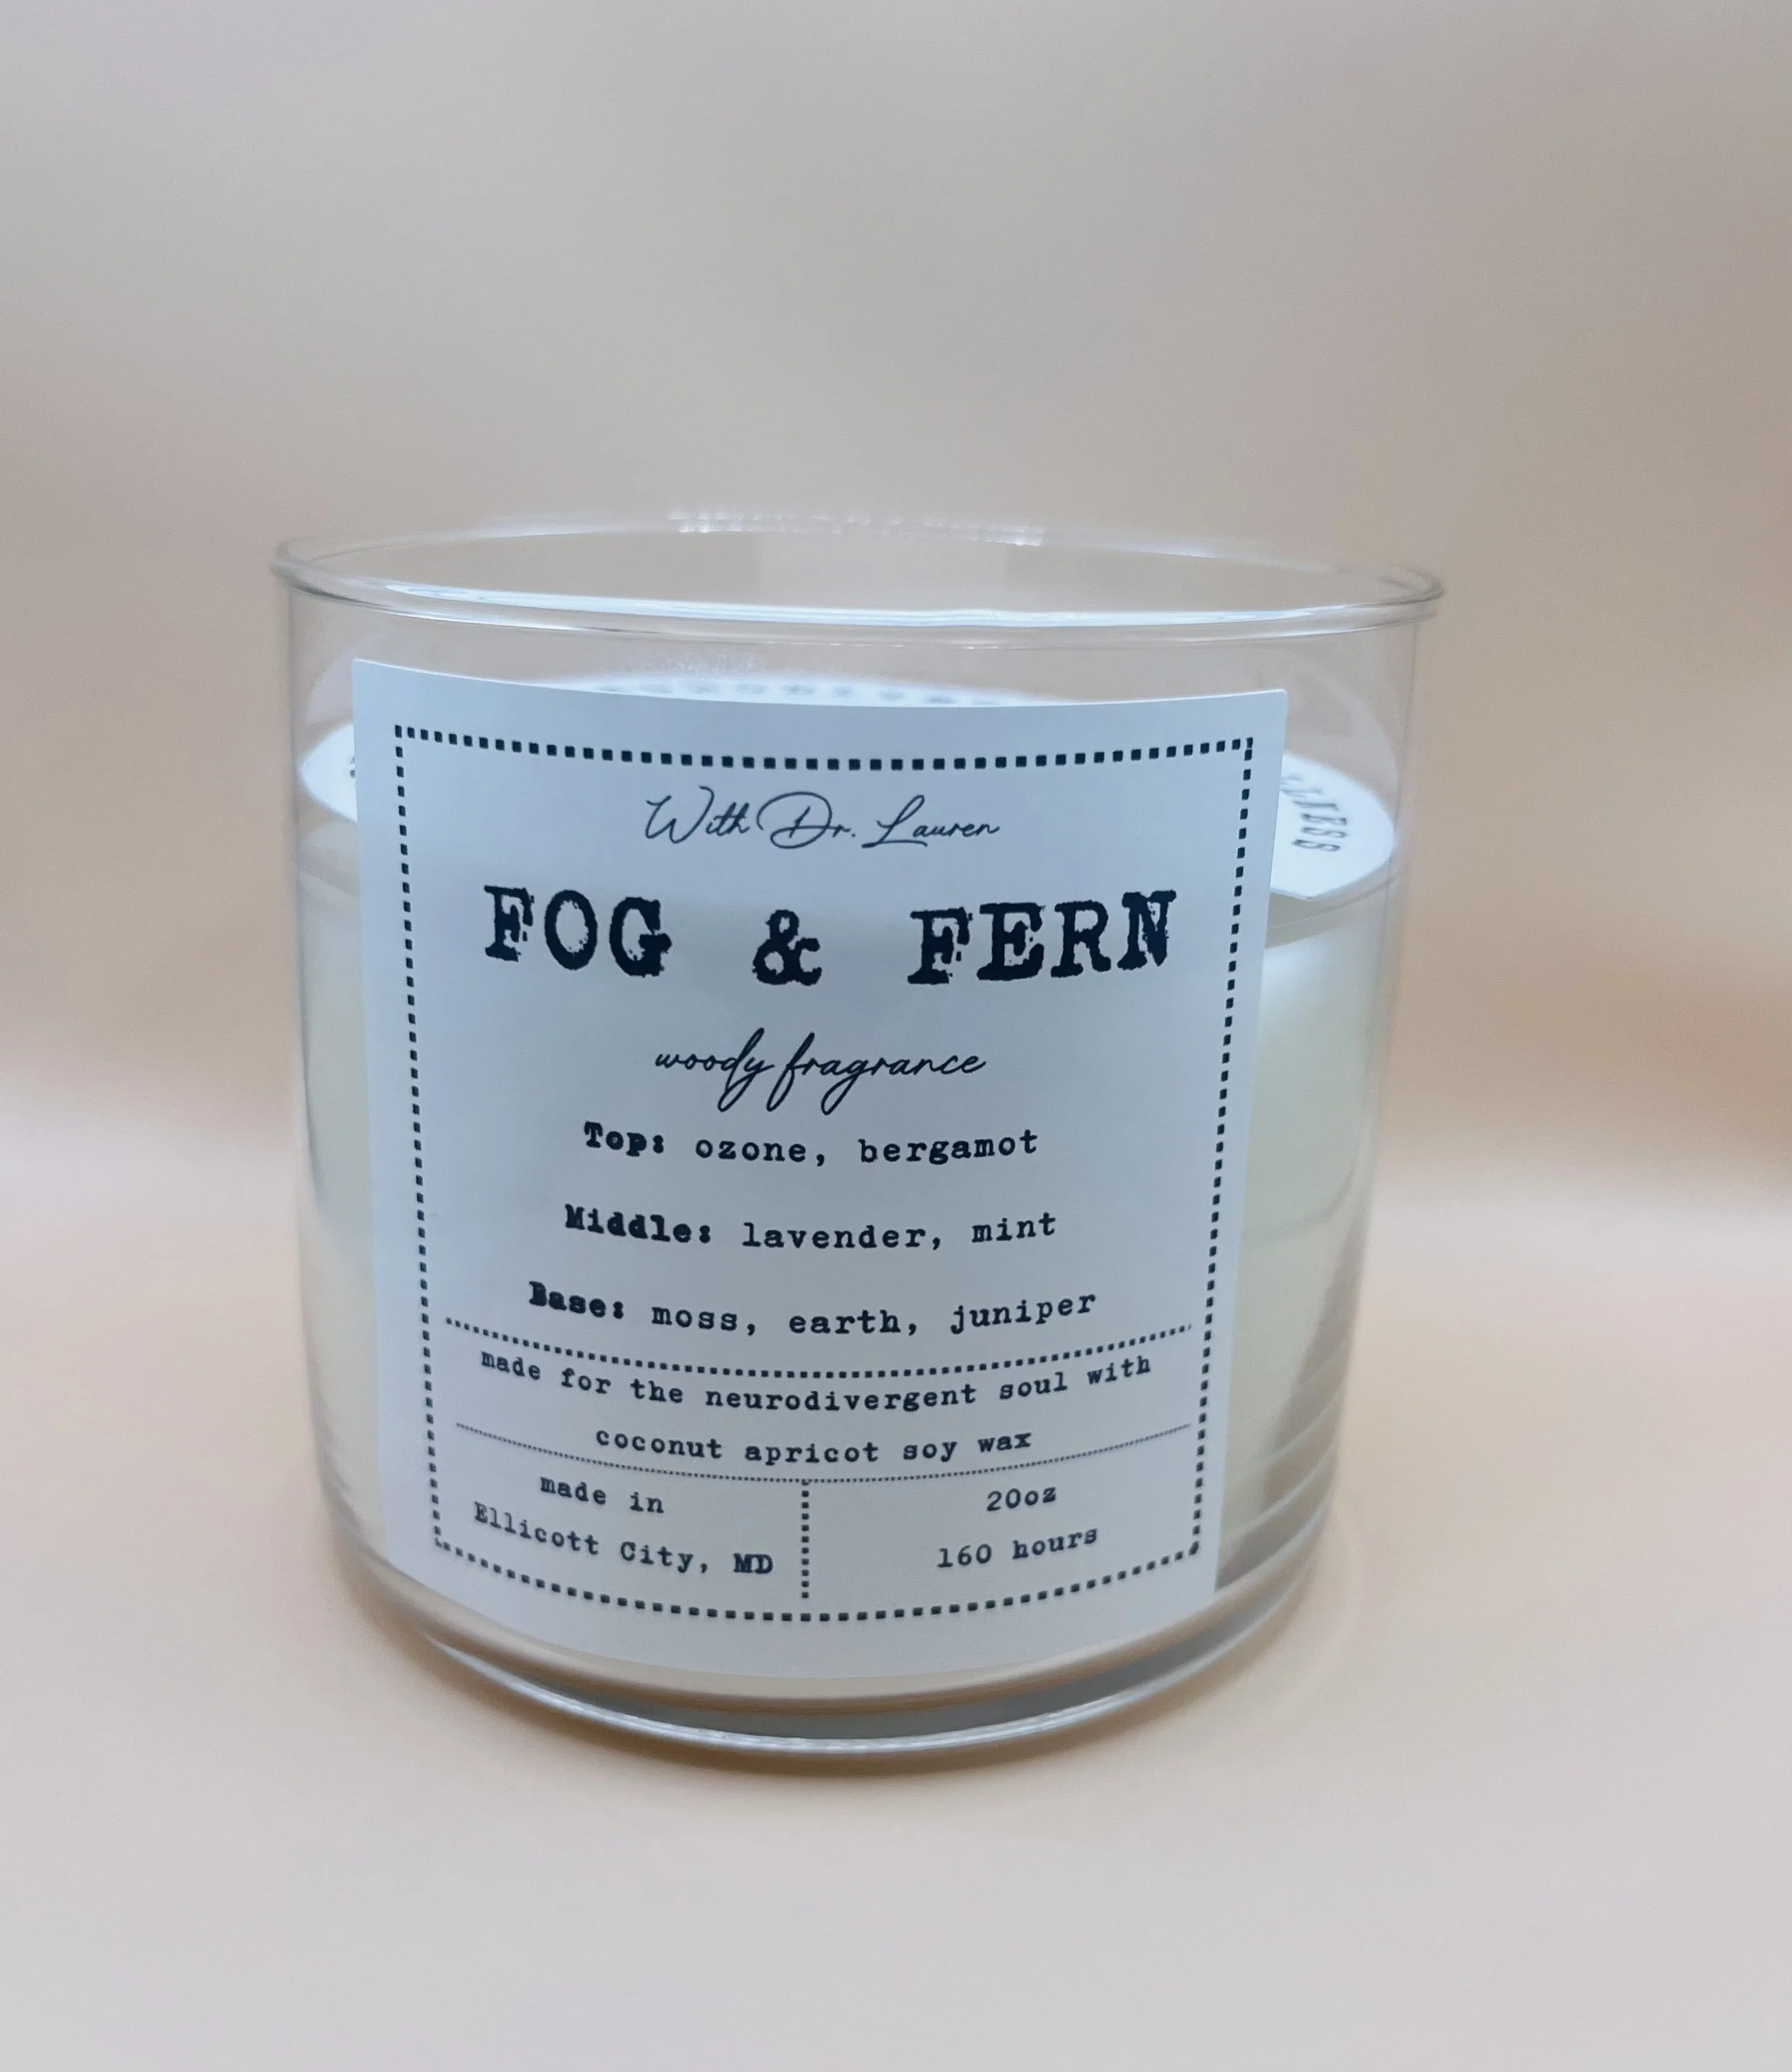 With Dr. Lauren
FOG & FERN
woody fragrance
Top: ozone, bergamot
Middle: lavender, mint
Base: moss, earth, juniper
made for the neurodivergent soul with
coconut apricot soy wax
made in
Ellicott City, MD
20oz
160 hours